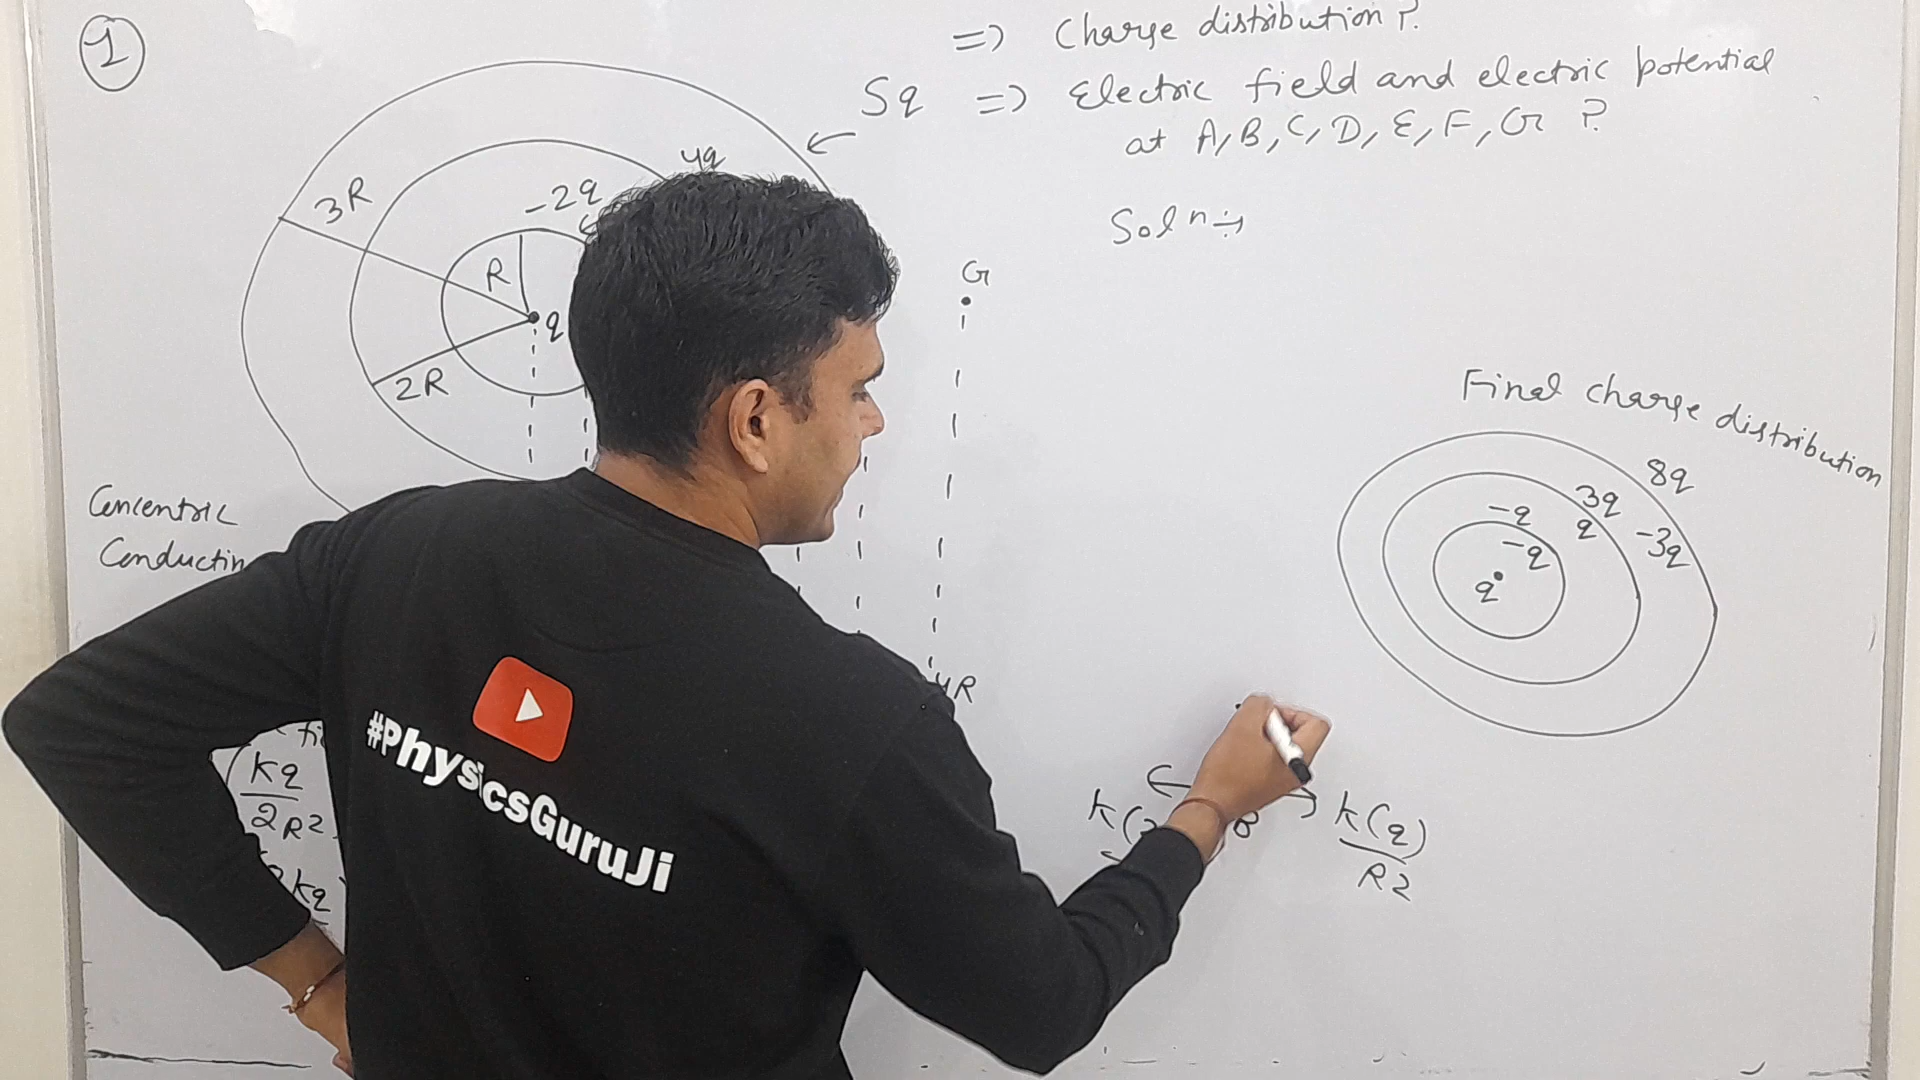 1
=> Charge distribution ?
5q => Electric field and electric potential
at A, B, C, D, E, F, G ?
Soln ÷
4q
3R
-2q
R
q
2R
G
Final charge distribution
8q
3q
-q
q
-3q
-q
q
Concentric
Conductin
4R
kq
2R2
kq
k(
B
k(q)
R2
#PhysicsGuruJi